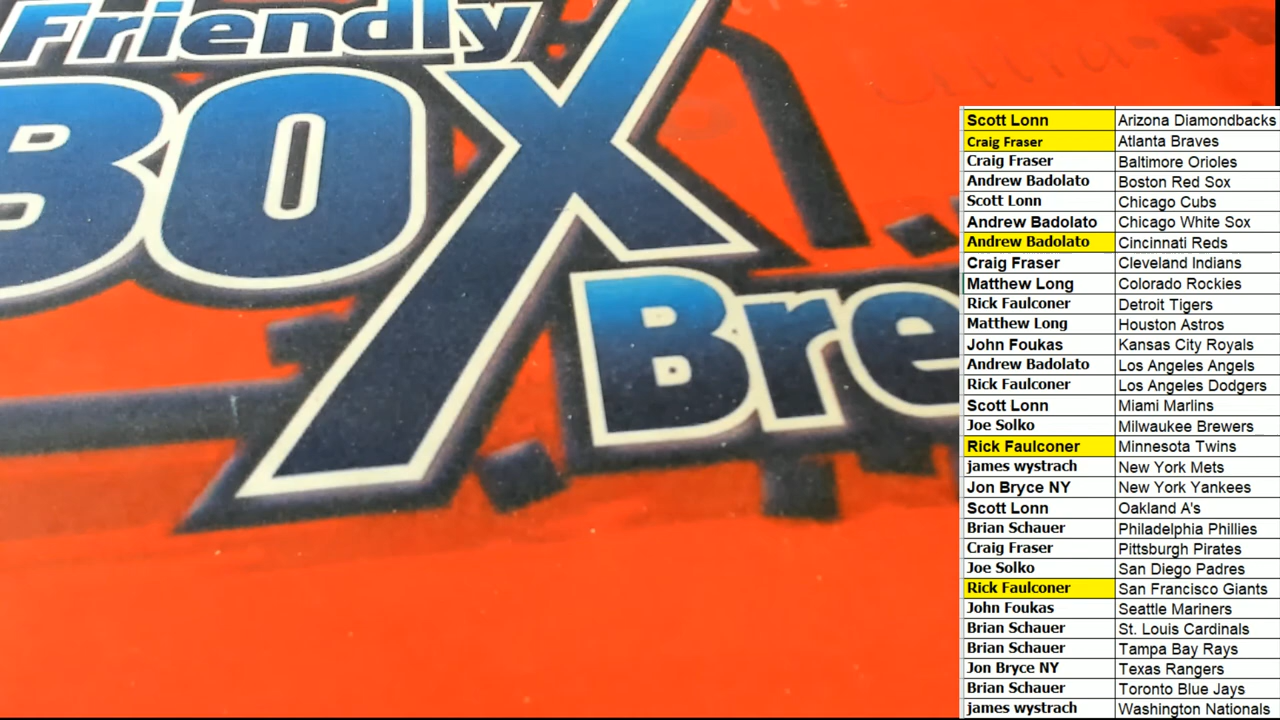 Friendly
BOX
Bre
Scott Lonn Arizona Diamondbacks
Craig Fraser Atlanta Braves
Craig Fraser Baltimore Orioles
Andrew Badolato Boston Red Sox
Scott Lonn Chicago Cubs
Andrew Badolato Chicago White Sox
Andrew Badolato Cincinnati Reds
Craig Fraser Cleveland Indians
Matthew Long Colorado Rockies
Rick Faulconer Detroit Tigers
Matthew Long Houston Astros
John Foukas Kansas City Royals
Andrew Badolato Los Angeles Angels
Rick Faulconer Los Angeles Dodgers
Scott Lonn Miami Marlins
Joe Solko Milwaukee Brewers
Rick Faulconer Minnesota Twins
james wystrach New York Mets
Jon Bryce NY New York Yankees
Scott Lonn Oakland A's
Brian Schauer Philadelphia Phillies
Craig Fraser Pittsburgh Pirates
Joe Solko San Diego Padres
Rick Faulconer San Francisco Giants
John Foukas Seattle Mariners
Brian Schauer St. Louis Cardinals
Brian Schauer Tampa Bay Rays
Jon Bryce NY Texas Rangers
Brian Schauer Toronto Blue Jays
james wystrach Washington Nationals